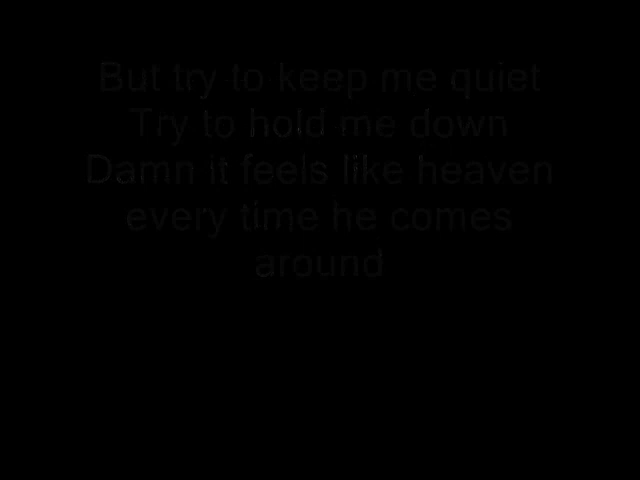 But try to keep me quiet
Try to hold me down
Damn it feels like heaven
every time he comes
around